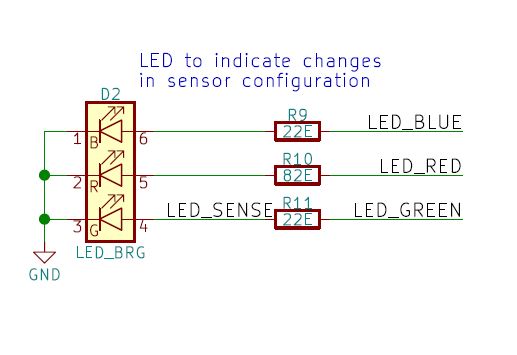 LED to indicate changes
in sensor configuration
D2
R9
1 B 6 22E LED_BLUE
R10
2 R 5 82E LED_RED
R11
3 G 4 LED_SENSE 22E LED_GREEN
LED_BRG
GND